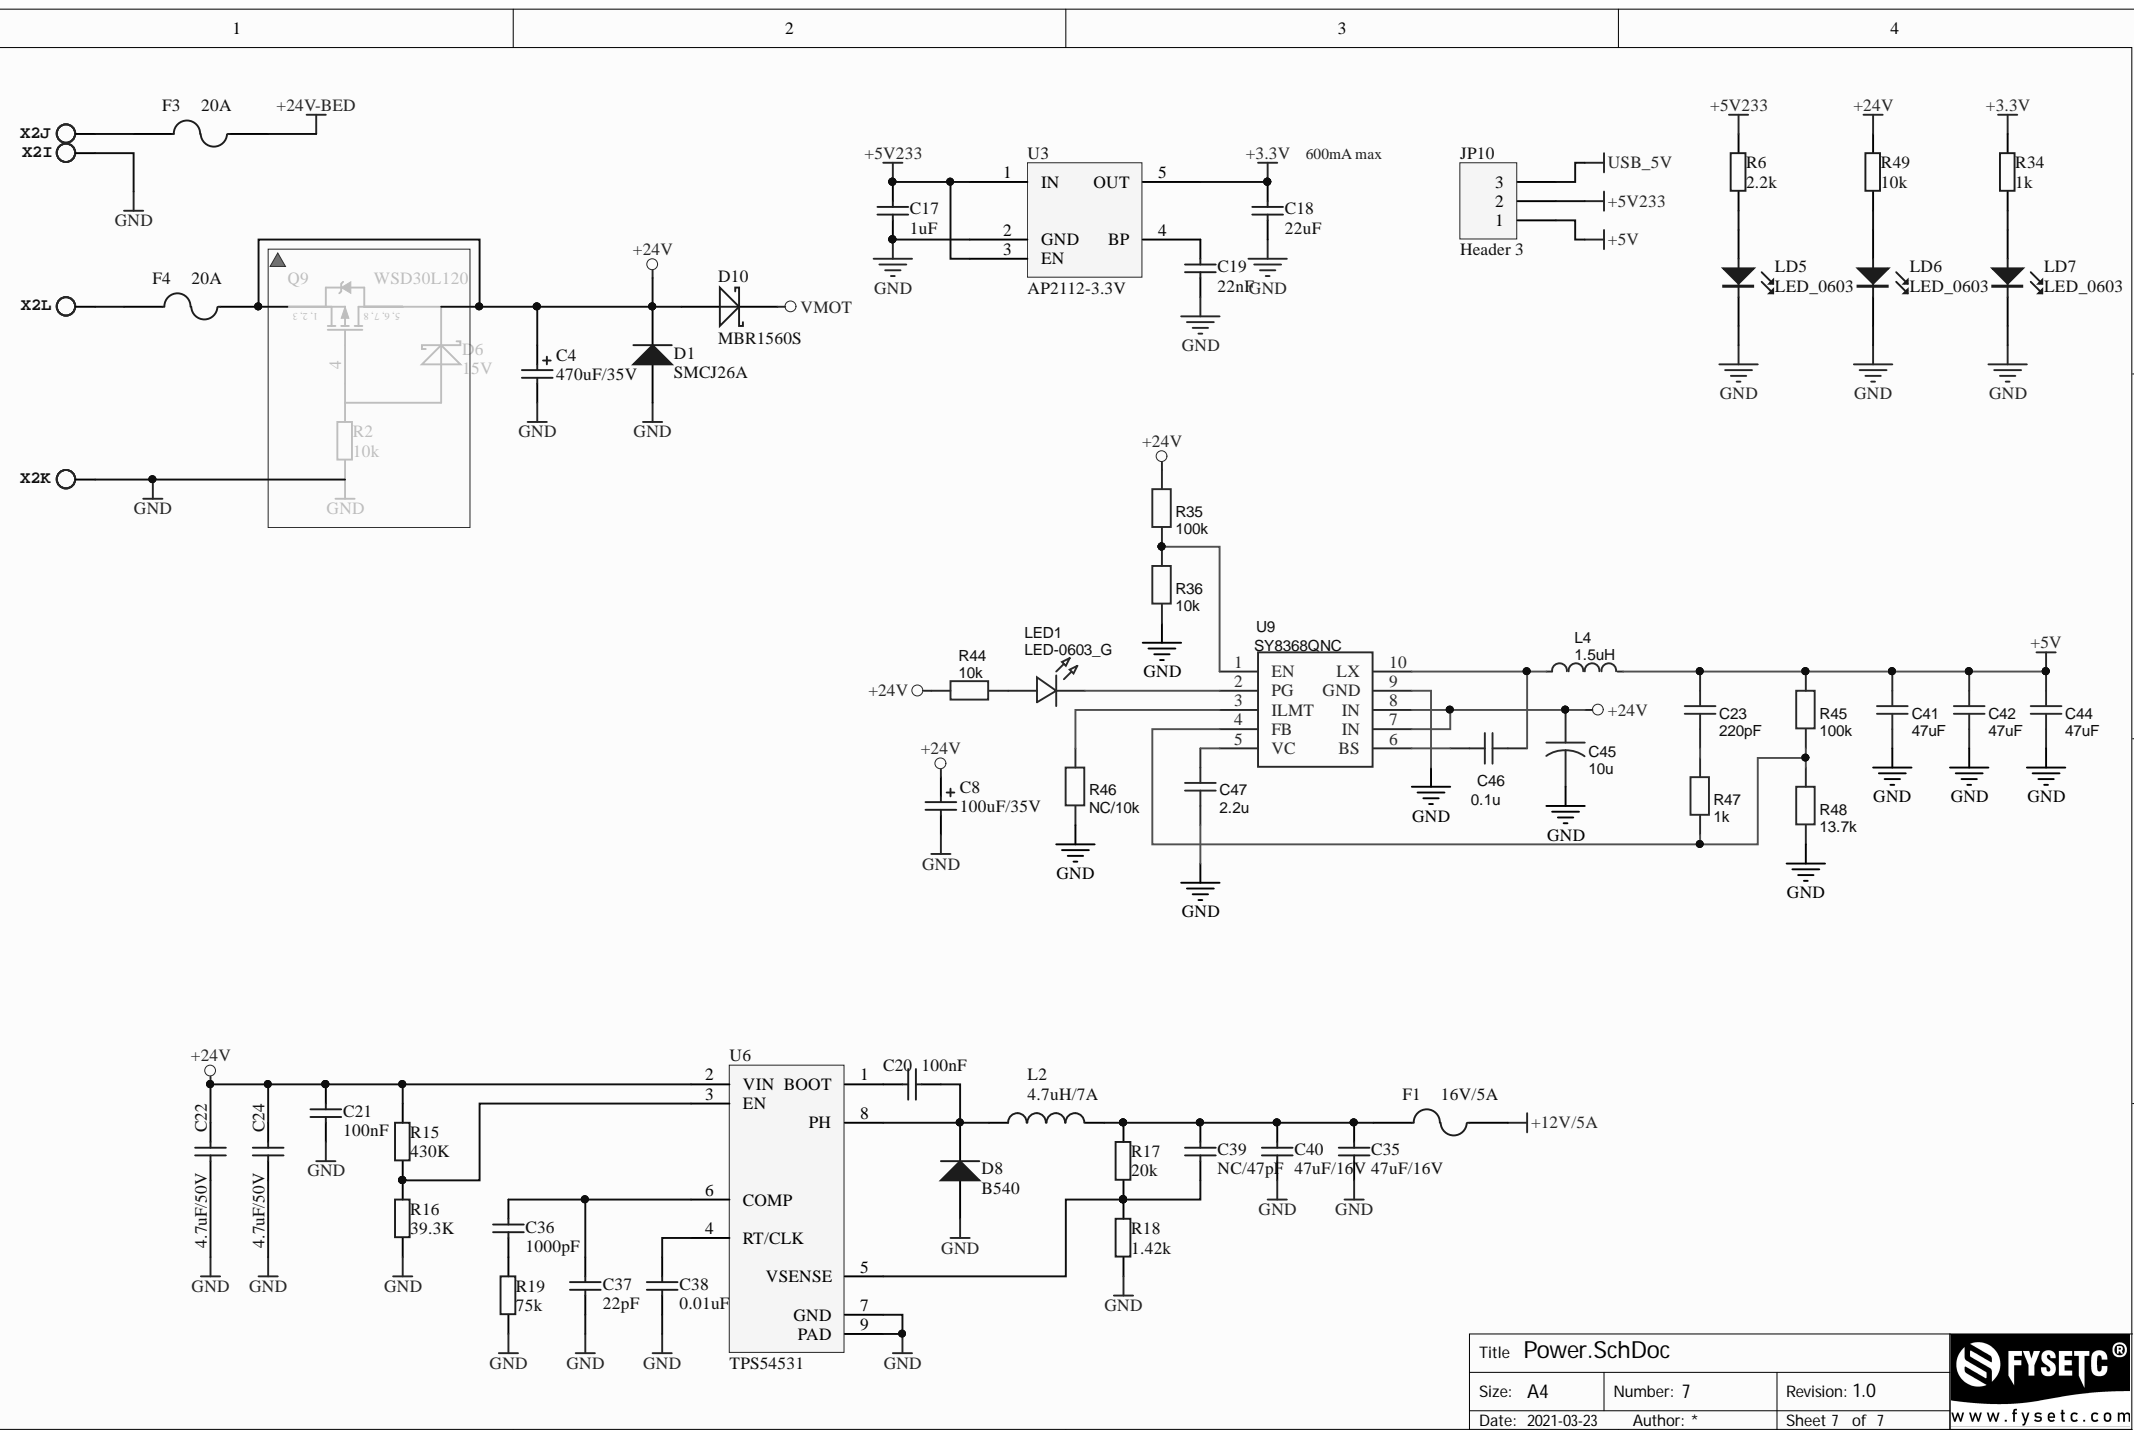 1 2 3 4
F3 20A +24V-BED
X2J
X2I
GND
F4 20A
X2L
Q9 WSD30L120
1, 2, 3
5, 6, 7, 8
4
D6
15V
R2
10k
GND
X2K
GND
+24V
D10
MBR1560S
VMOT
C4
470uF/35V
D1
SMCJ26A
GND GND
+5V233
U3
+3.3V 600mA max
1 IN OUT 5
2 GND BP 4
3 EN
AP2112-3.3V
C17
1uF
GND
C18
22uF
GND
C19
22nF
GND
JP10
3 USB_5V
2 +5V233
1 +5V
Header 3
+5V233 +24V +3.3V
R6
2.2k
R49
10k
R34
1k
LD5
LED_0603
LD6
LED_0603
LD7
LED_0603
GND GND GND
+24V
R35
100k
R36
10k
GND
LED1
LED-0603_G
R44
10k
+24V
U9
SY8368QNC
1 EN LX 10
2 PG GND 9
3 ILMT IN 8
4 FB IN 7
5 VC BS 6
+24V
C8
100uF/35V
GND
R46
NC/10k
GND
C47
2.2u
GND
GND
C46
0.1u
+24V
C45
10u
GND
L4
1.5uH
+5V
C23
220pF
R47
1k
R45
100k
R48
13.7k
GND
C41
47uF
C42
47uF
C44
47uF
GND GND GND
+24V
C22
4.7uF/50V
C24
4.7uF/50V
C21
100nF
GND
R15
430K
R16
39.3K
GND GND GND
U6
2 VIN BOOT 1
3 EN
PH 8
6 COMP
4 RT/CLK
VSENSE 5
GND 7
PAD 9
TPS54531
C36
1000pF
R19
75k
C37
22pF
C38
0.01uF
GND GND GND
GND
C20 100nF
L2
4.7uH/7A
D8
B540
GND
R17
20k
R18
1.42k
GND
C39
NC/47pF
C40
47uF/16V
C35
47uF/16V
GND GND
F1 16V/5A
+12V/5A
Title Power.SchDoc
Size: A4 Number: 7 Revision: 1.0
Date: 2021-03-23 Author: * Sheet 7 of 7
FYSETC®
www.fysetc.com